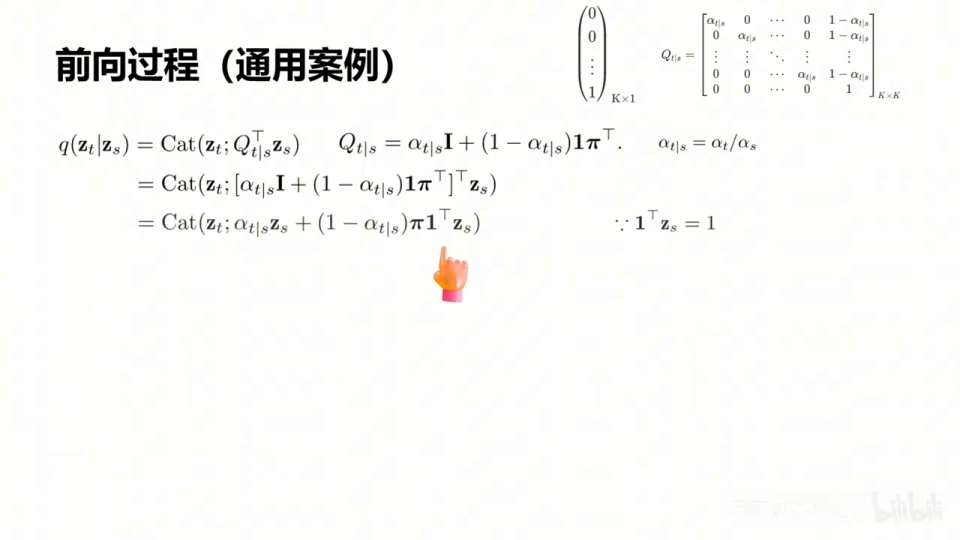 前向过程（通用案例）
(0 0 ⋮ 1)_{K×1}
Q_{t|s} = [α_{t|s} 0 ⋯ 0 1−α_{t|s}; 0 α_{t|s} ⋯ 0 1−α_{t|s}; ⋮ ⋮ ⋱ ⋮ ⋮; 0 0 ⋯ α_{t|s} 1−α_{t|s}; 0 0 ⋯ 0 1]_{K×K}
q(𝐳_t|𝐳_s) = Cat(𝐳_t; Q_{t|s}^⊤ 𝐳_s) Q_{t|s} = α_{t|s}𝐈 + (1 − α_{t|s})𝟏𝝅^⊤. α_{t|s} = α_t/α_s
= Cat(𝐳_t; [α_{t|s}𝐈 + (1 − α_{t|s})𝟏𝝅^⊤]^⊤ 𝐳_s)
= Cat(𝐳_t; α_{t|s}𝐳_s + (1 − α_{t|s})𝝅𝟏^⊤ 𝐳_s) ∵ 𝟏^⊤ 𝐳_s = 1
bilibili